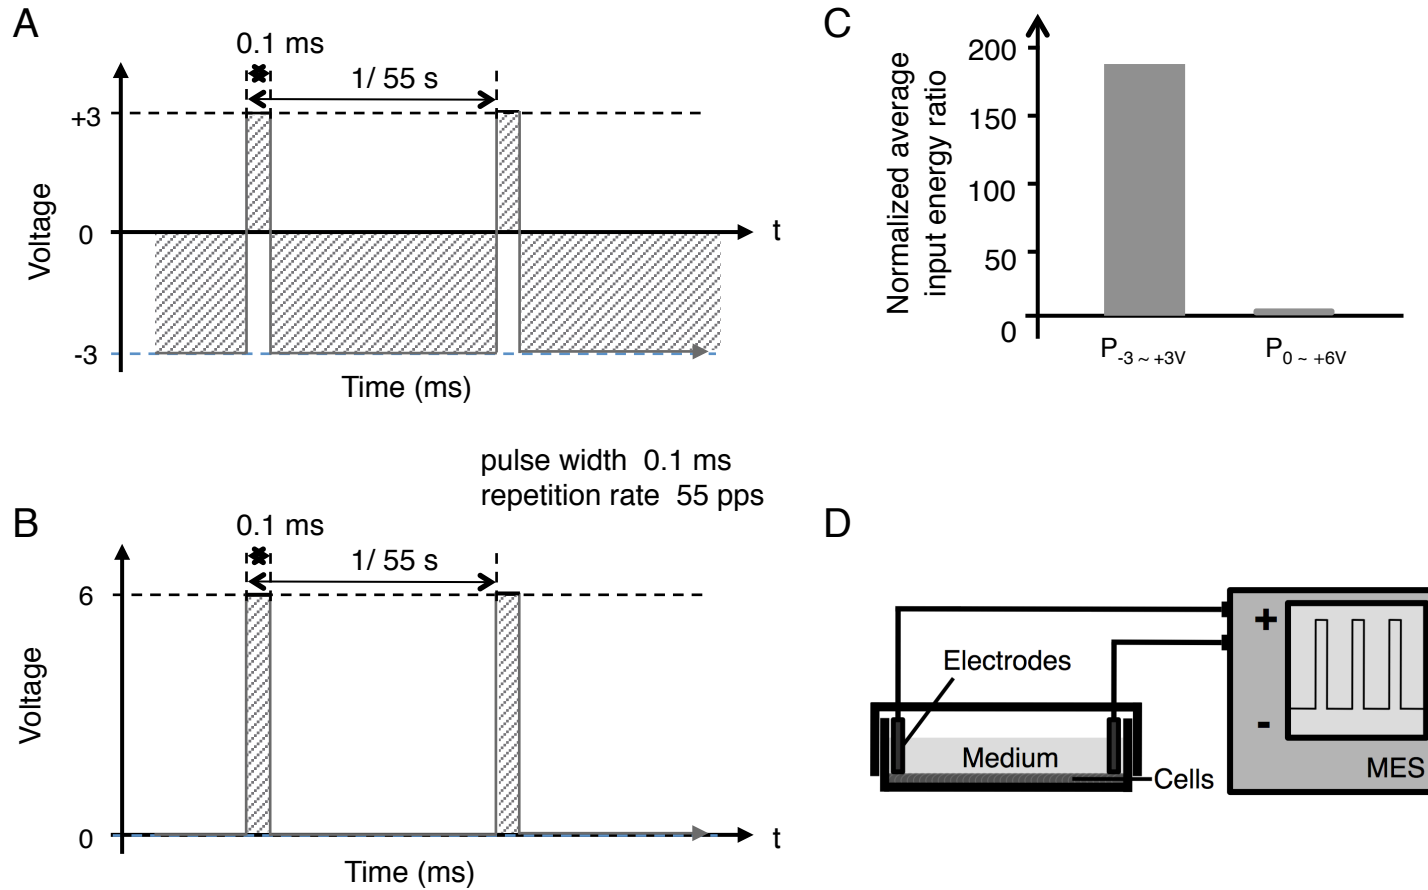 A
0.1 ms
1/ 55 s
+3
0
-3
Voltage
t
Time (ms)
pulse width 0.1 ms
repetition rate 55 pps
B
0.1 ms
1/ 55 s
6
0
Voltage
t
Time (ms)
C
200
150
100
50
0
Normalized average
input energy ratio
P-3 ~ +3V
P0 ~ +6V
D
Electrodes
Medium
Cells
+
-
MES